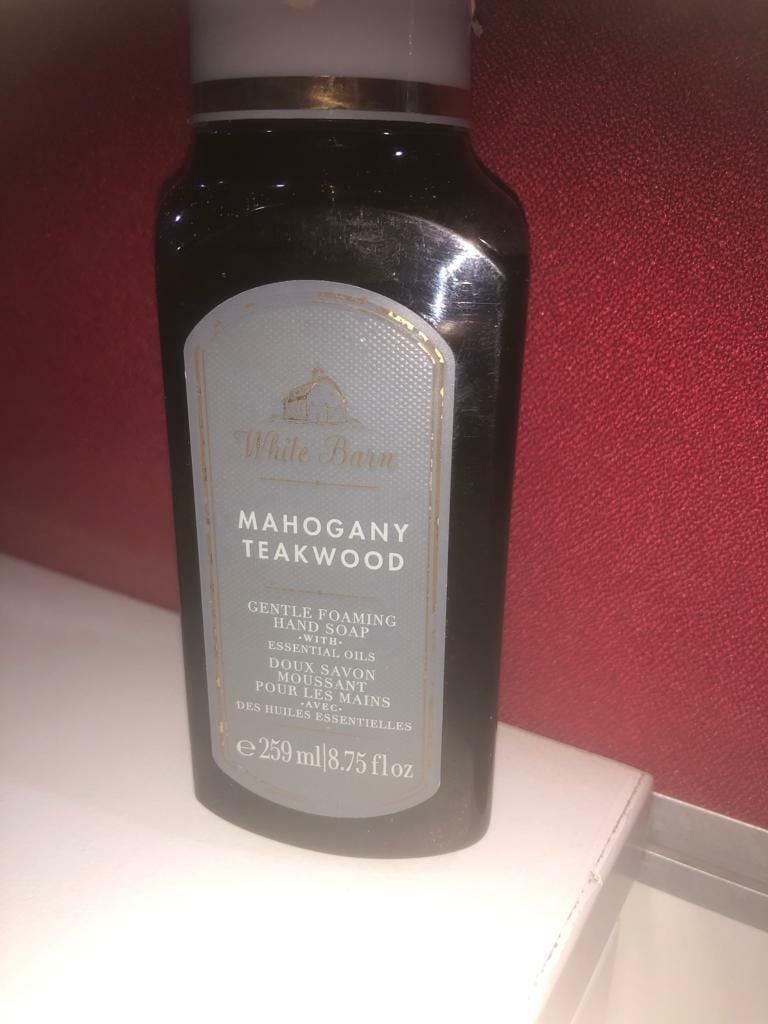 White Barn
MAHOGANY
TEAKWOOD
GENTLE FOAMING
HAND SOAP
·WITH·
ESSENTIAL OILS
DOUX SAVON
MOUSSANT
POUR LES MAINS
·AVEC·
DES HUILES ESSENTIELLES
℮ 259 ml|8.75 fl oz